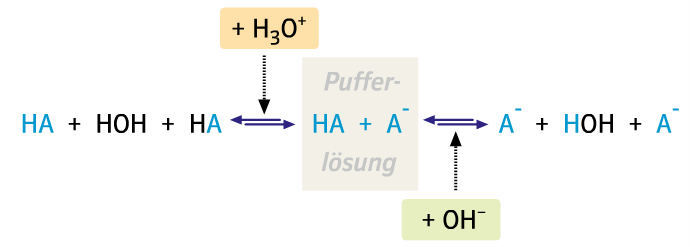 + H₃O⁺
Puffer-
HA + HOH + HA HA + A⁻ A⁻ + HOH + A⁻
lösung
+ OH⁻